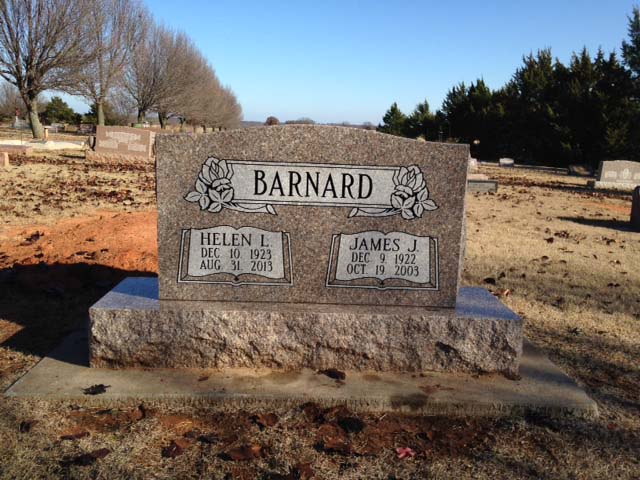 BARNARD
HELEN L.
DEC 10, 1923
AUG 31, 2013
JAMES J.
DEC 9, 1922
OCT 19, 2003